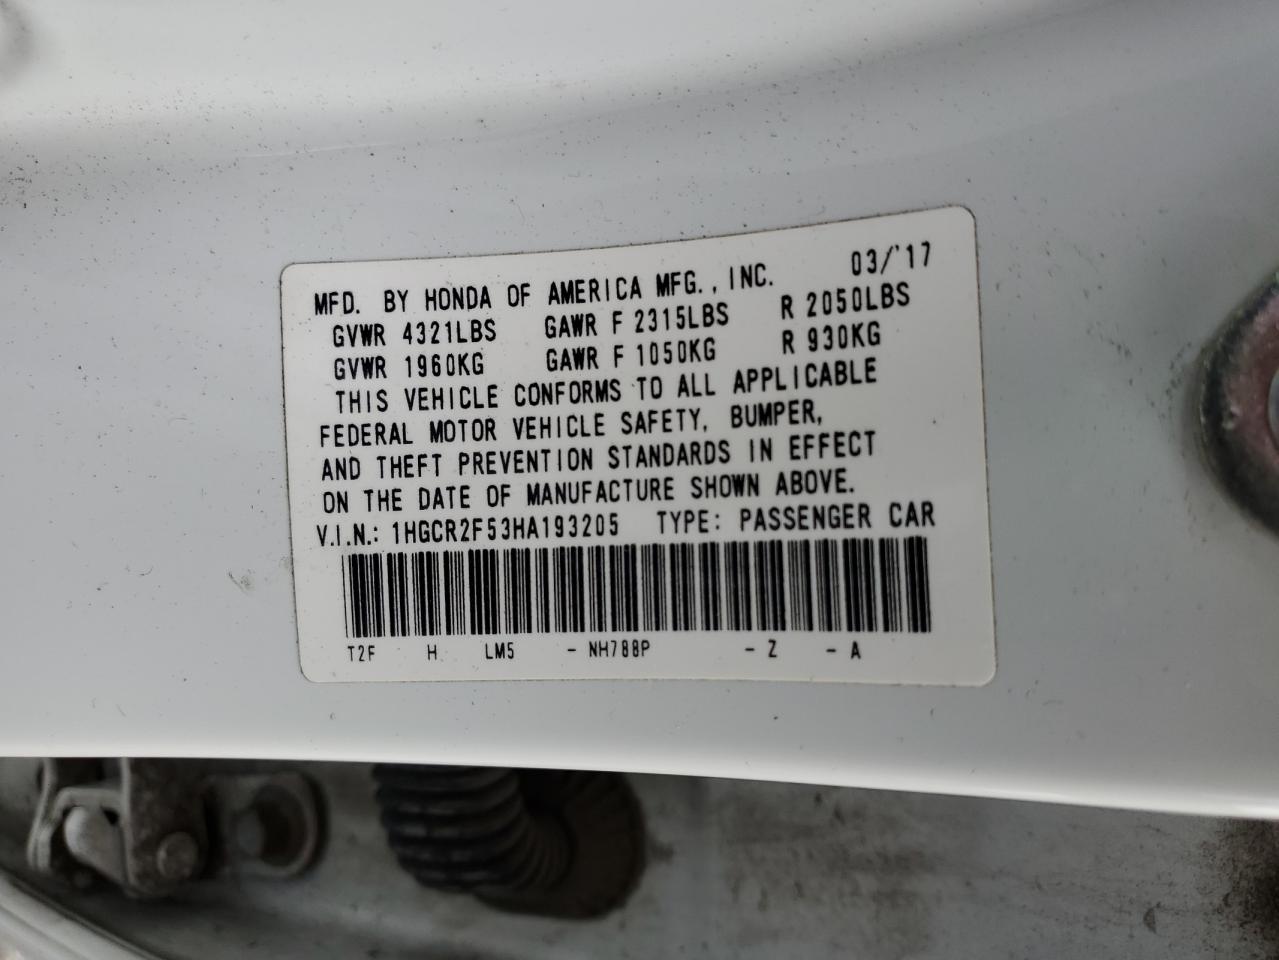 MFD. BY HONDA OF AMERICA MFG., INC. 03/'17
GVWR 4321LBS GAWR F 2315LBS R 2050LBS
GVWR 1960KG GAWR F 1050KG R 930KG
THIS VEHICLE CONFORMS TO ALL APPLICABLE
FEDERAL MOTOR VEHICLE SAFETY, BUMPER,
AND THEFT PREVENTION STANDARDS IN EFFECT
ON THE DATE OF MANUFACTURE SHOWN ABOVE.
V.I.N.: 1HGCR2F53HA193205 TYPE: PASSENGER CAR
T2F H LM5 - NH788P - Z - A